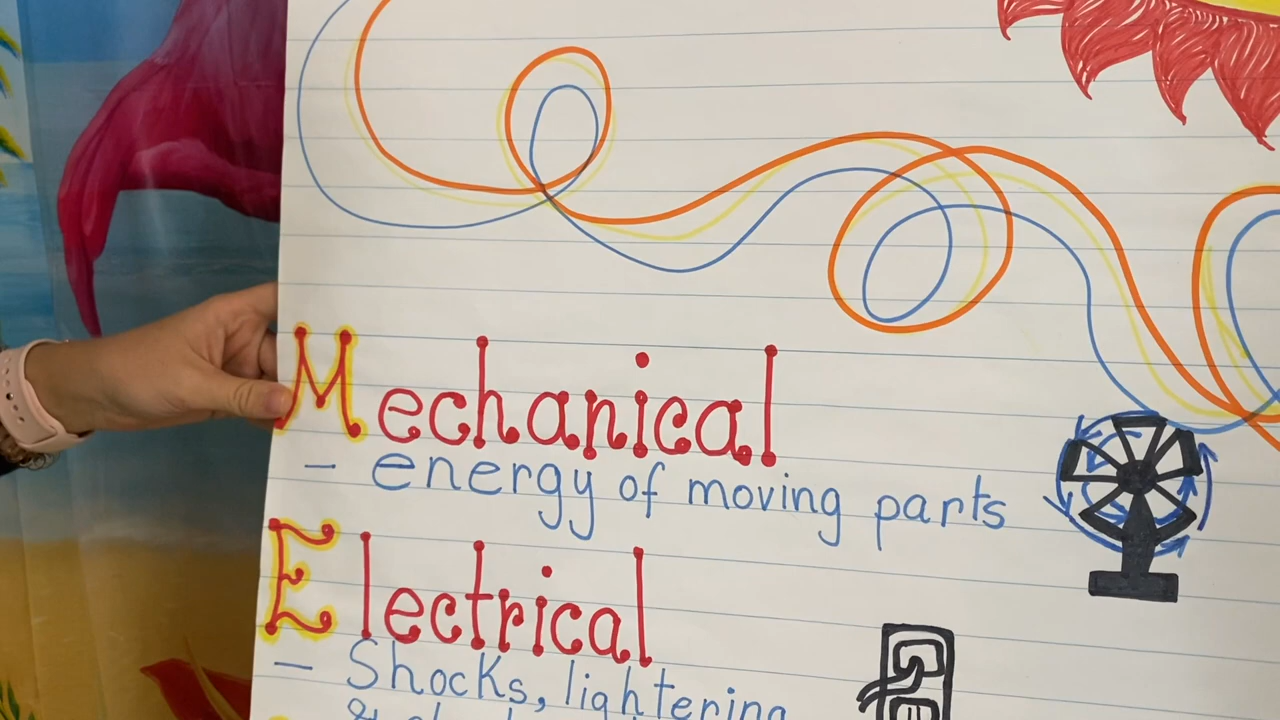 Mechanical
- energy of moving parts
Electrical
- Shocks, lightering
&